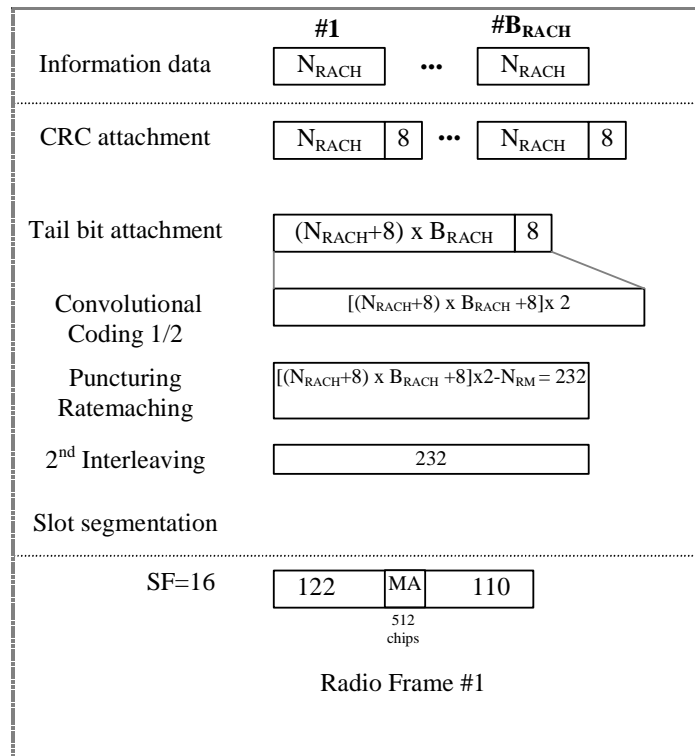 #1 #B_RACH
Information data N_RACH ... N_RACH
CRC attachment N_RACH 8 ... N_RACH 8
Tail bit attachment (N_RACH+8) x B_RACH 8
Convolutional
Coding 1/2
[(N_RACH+8) x B_RACH +8]x 2
Puncturing
Ratemaching
[(N_RACH+8) x B_RACH +8]x2-N_RM = 232
2nd Interleaving 232
Slot segmentation
SF=16 122 MA 110
512
chips
Radio Frame #1